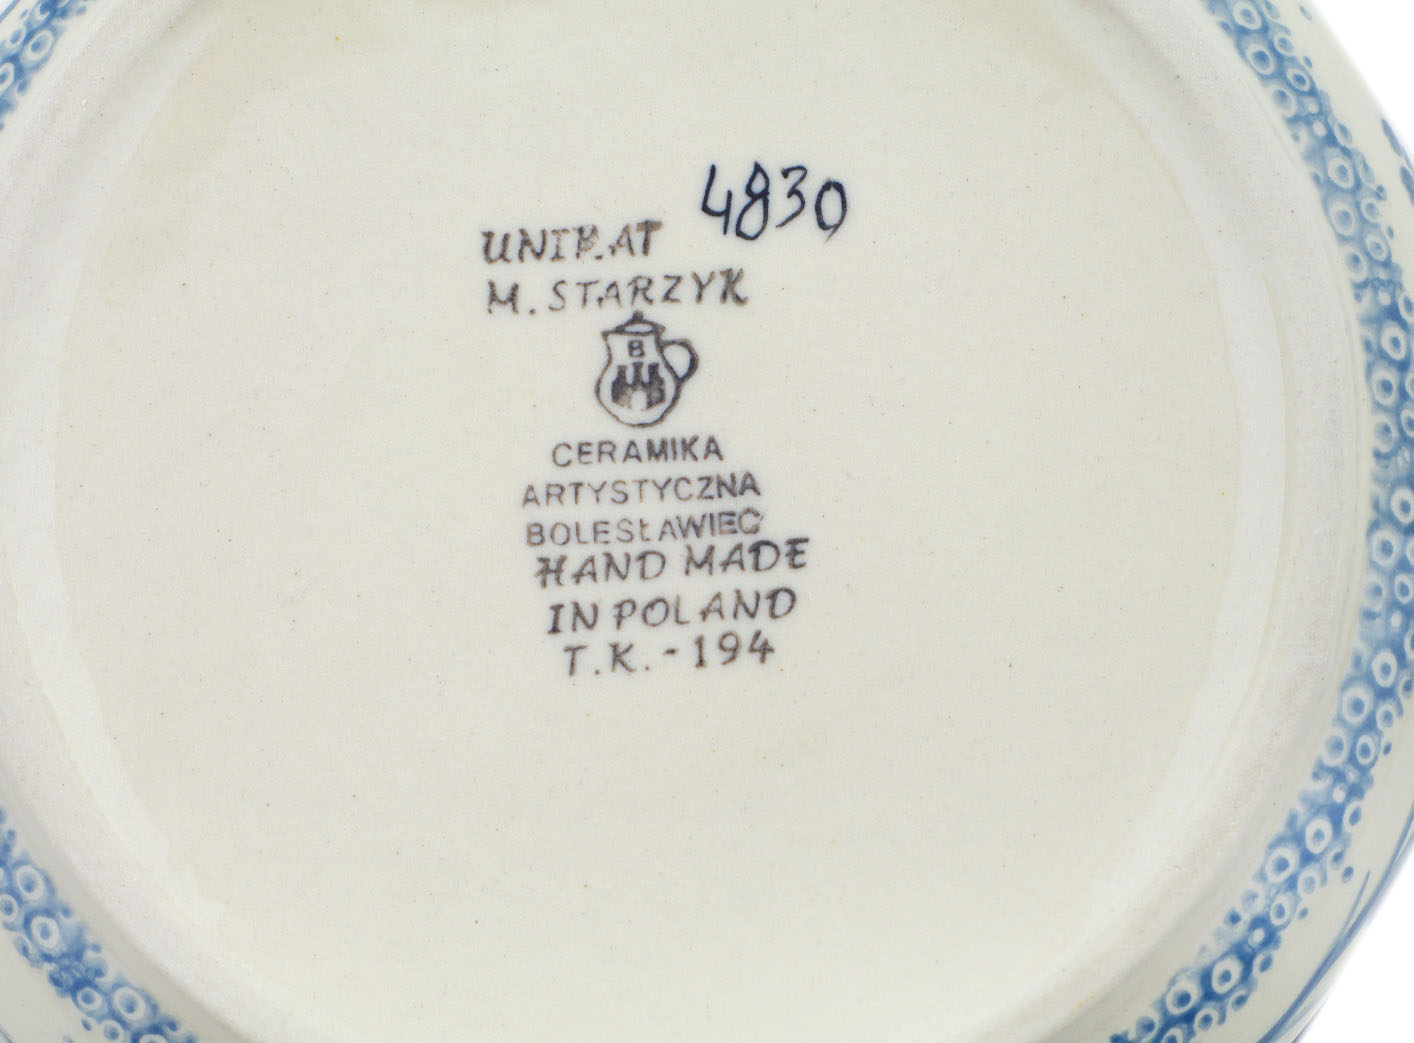 4830
UNIKAT
M. STARZYK
B
CERAMIKA
ARTYSTYCZNA
BOLESŁAWIEC
HAND MADE
IN POLAND
T.K.-194